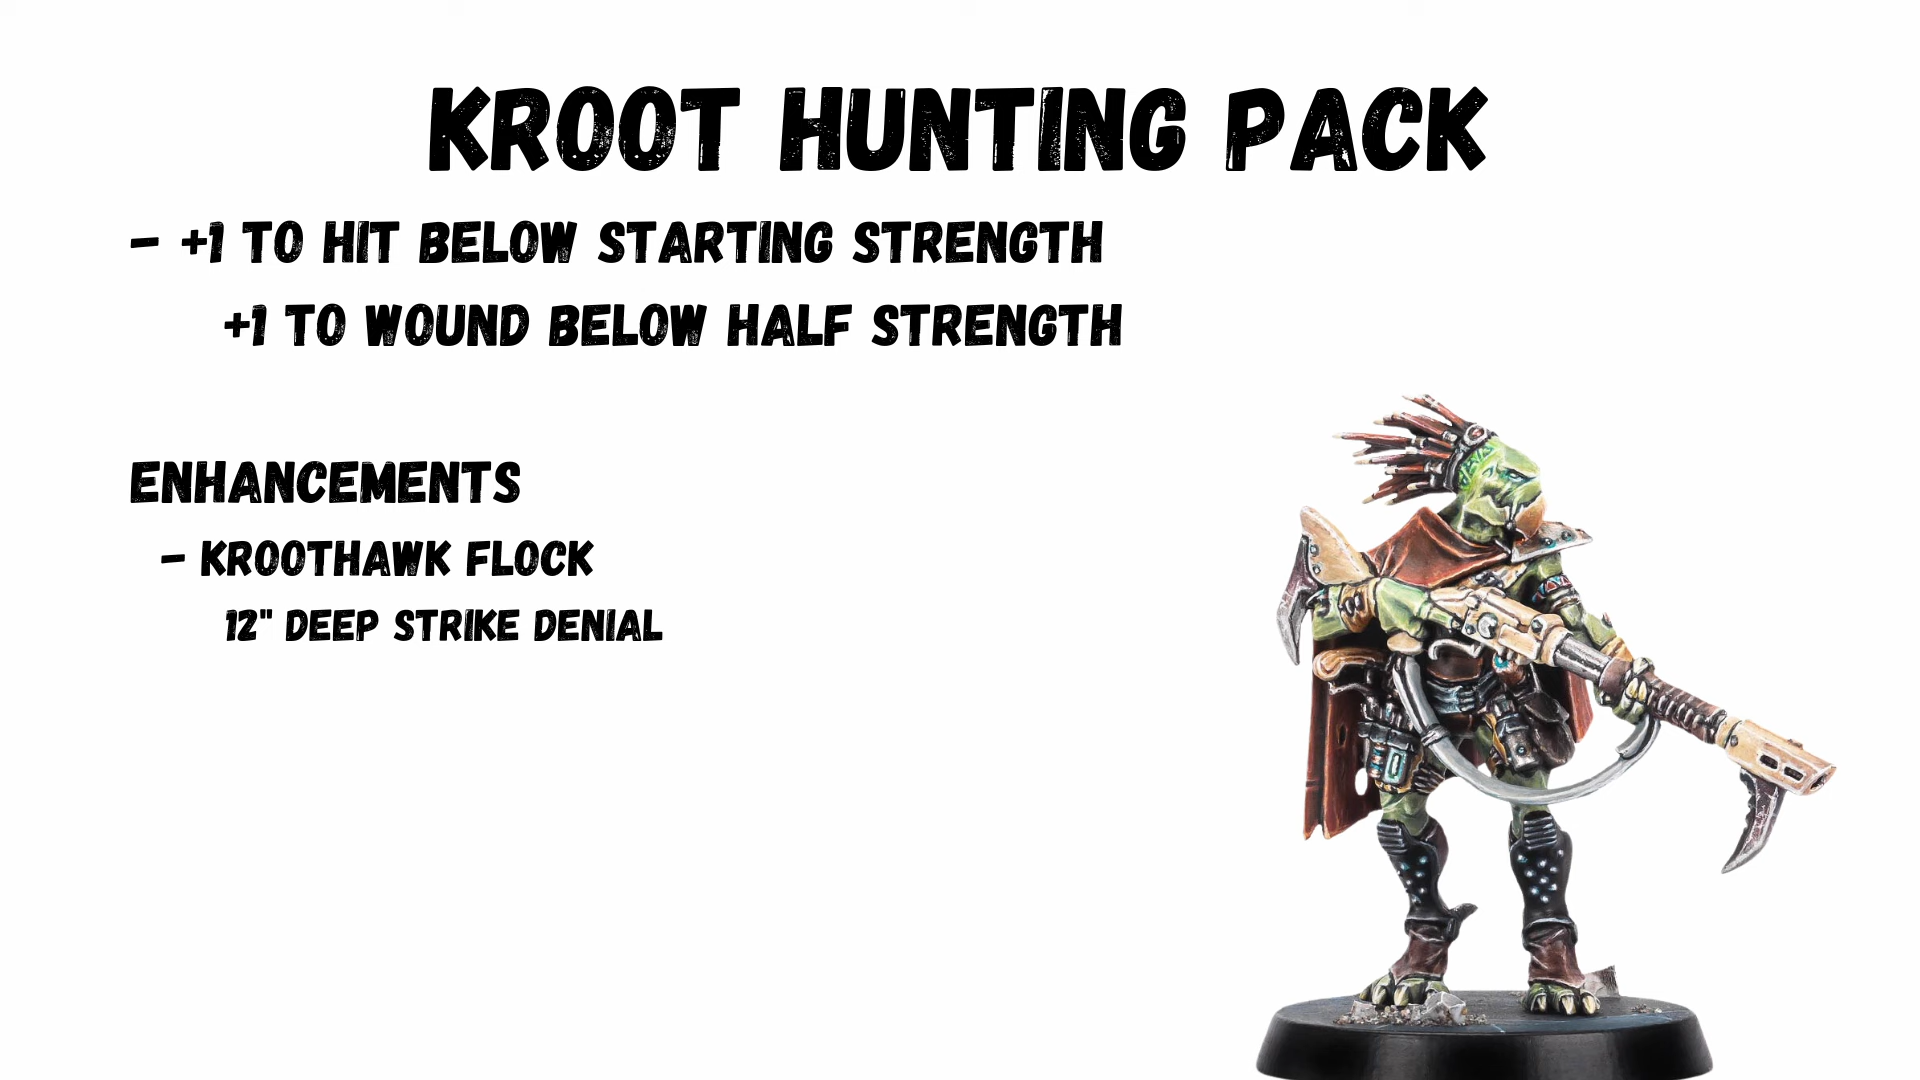 KROOT HUNTING PACK
- +1 TO HIT BELOW STARTING STRENGTH
+1 TO WOUND BELOW HALF STRENGTH
ENHANCEMENTS
- KROOTHAWK FLOCK
12" DEEP STRIKE DENIAL